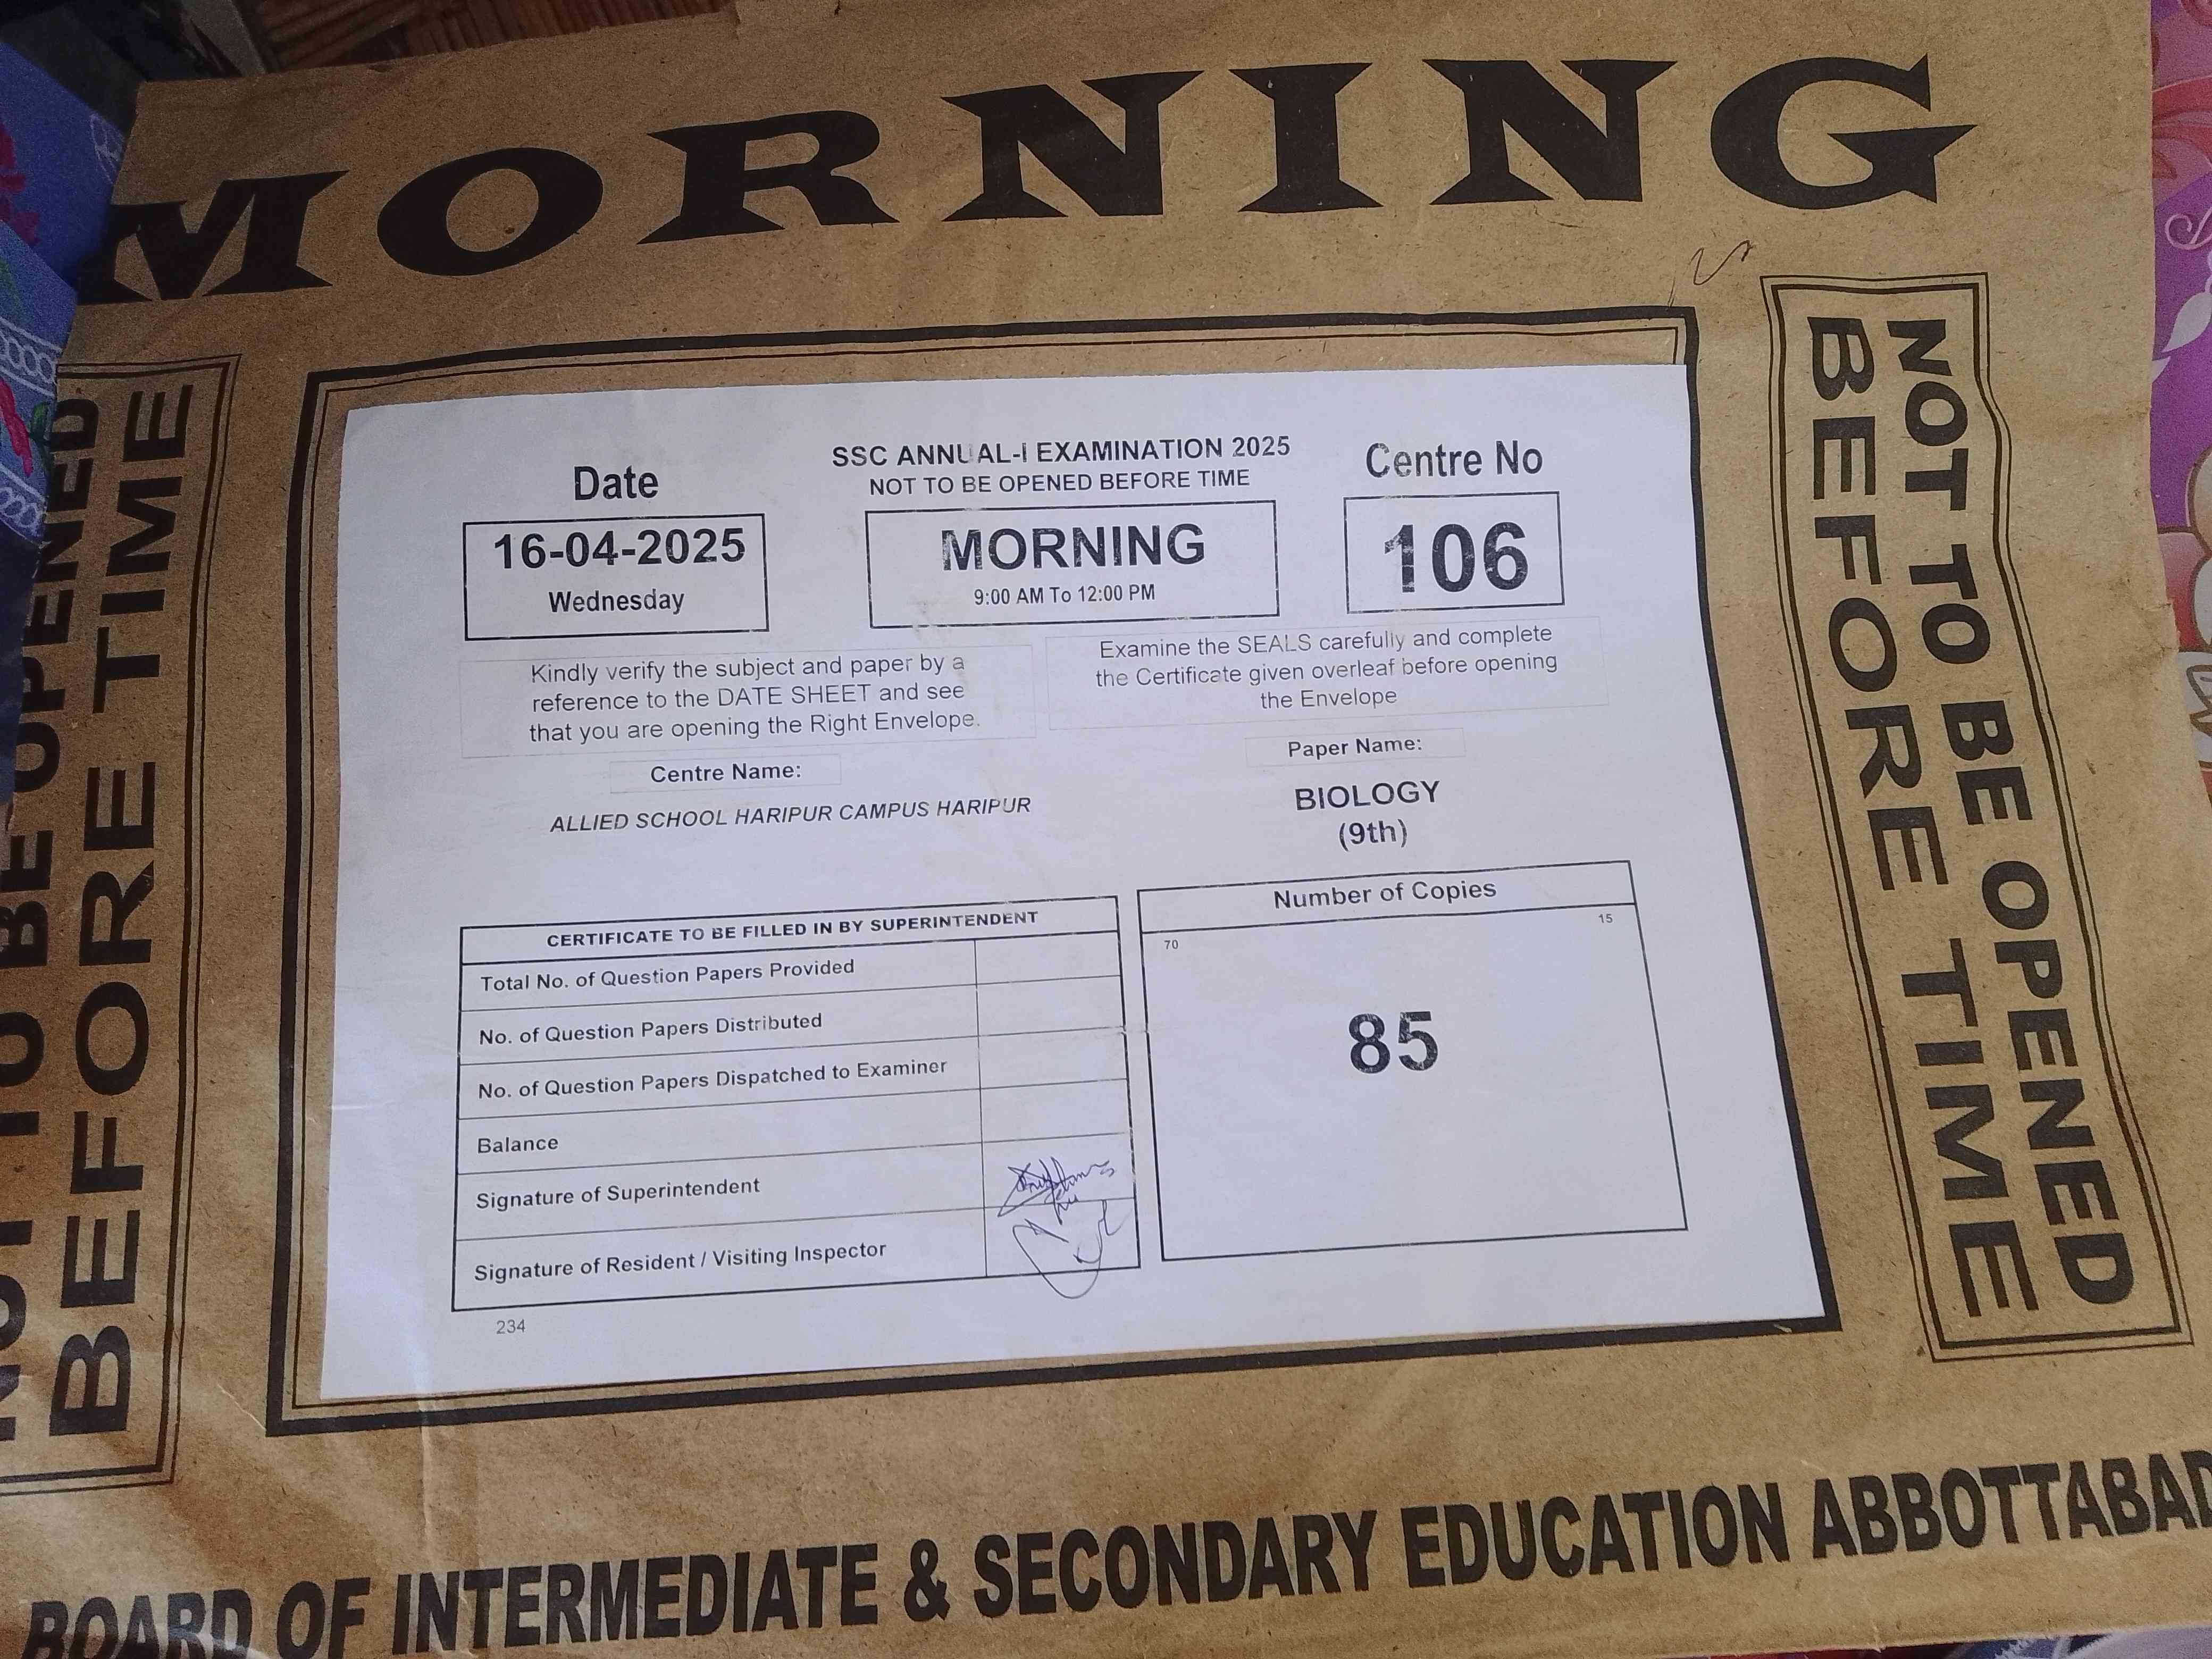 MORNING
NOT TO BE OPENED
BEFORE TIME
NOT TO BE OPENED
BEFORE TIME
Date
16-04-2025
Wednesday
SSC ANNUAL-I EXAMINATION 2025
NOT TO BE OPENED BEFORE TIME
MORNING
9:00 AM To 12:00 PM
Centre No
106
Kindly verify the subject and paper by a
reference to the DATE SHEET and see
that you are opening the Right Envelope.
Examine the SEALS carefully and complete
the Certificate given overleaf before opening
the Envelope
Centre Name:
ALLIED SCHOOL HARIPUR CAMPUS HARIPUR
Paper Name:
BIOLOGY
(9th)
CERTIFICATE TO BE FILLED IN BY SUPERINTENDENT
Total No. of Question Papers Provided
No. of Question Papers Distributed
No. of Question Papers Dispatched to Examiner
Balance
Signature of Superintendent
Signature of Resident / Visiting Inspector
Number of Copies
70
15
85
234
BOARD OF INTERMEDIATE & SECONDARY EDUCATION ABBOTTABAD